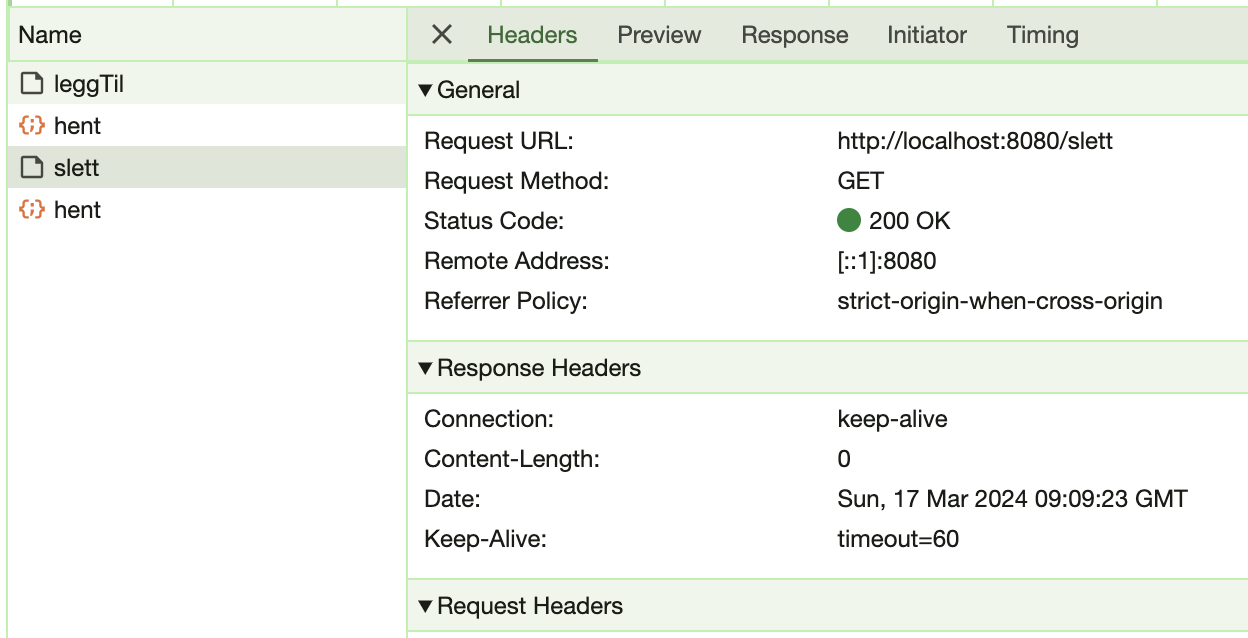 Name
leggTil
hent
slett
hent
Headers Preview Response Initiator Timing
General
Request URL: http://localhost:8080/slett
Request Method: GET
Status Code: 200 OK
Remote Address: [::1]:8080
Referrer Policy: strict-origin-when-cross-origin
Response Headers
Connection: keep-alive
Content-Length: 0
Date: Sun, 17 Mar 2024 09:09:23 GMT
Keep-Alive: timeout=60
Request Headers